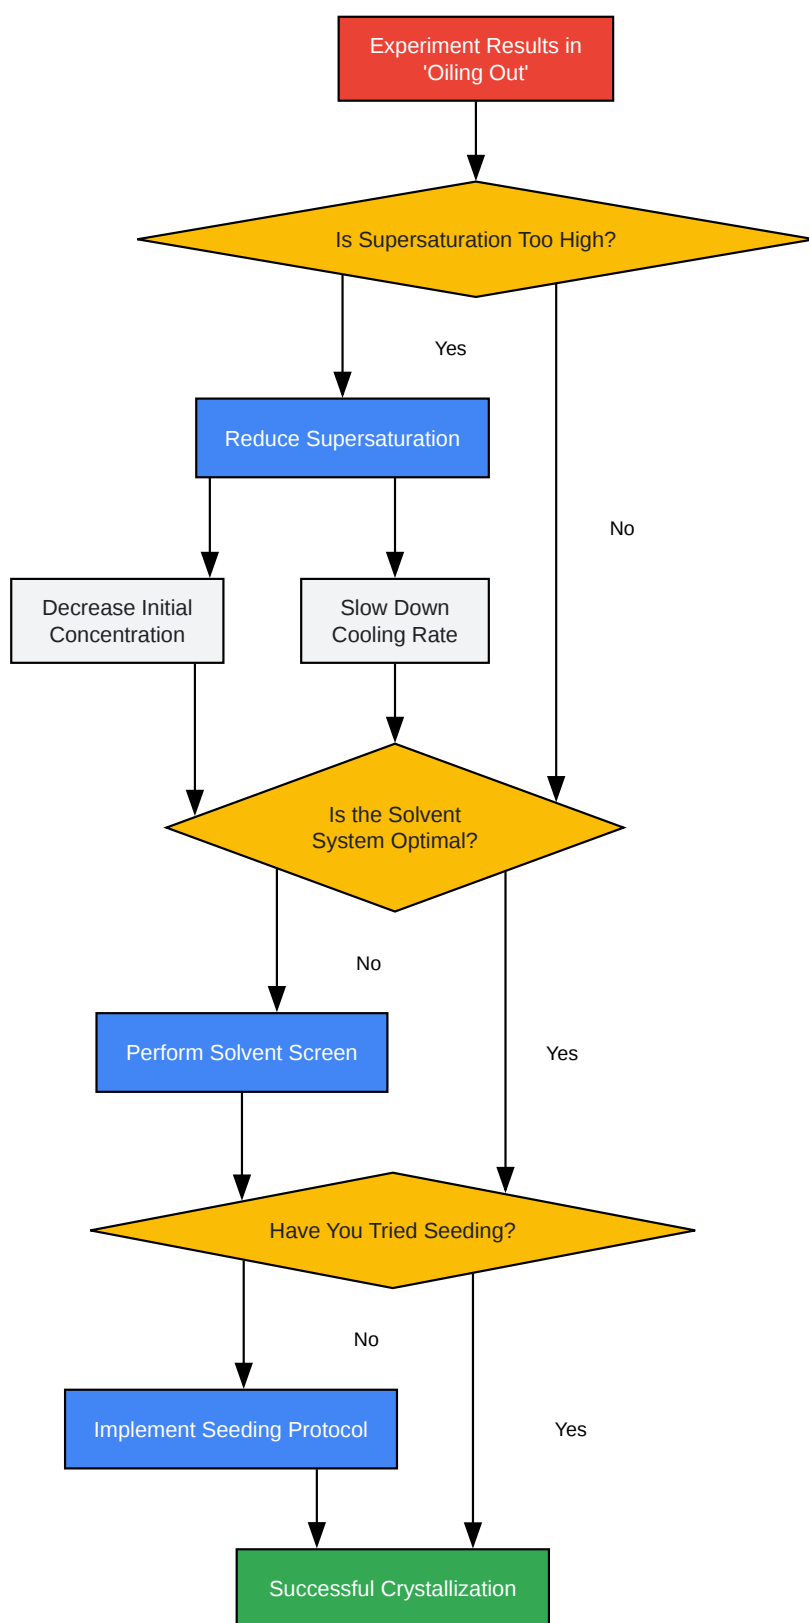 Experiment Results in
'Oiling Out'
Is Supersaturation Too High?
Yes
Reduce Supersaturation
No
Decrease Initial
Concentration
Slow Down
Cooling Rate
Is the Solvent
System Optimal?
No
Perform Solvent Screen
Yes
Have You Tried Seeding?
No
Implement Seeding Protocol
Yes
Successful Crystallization